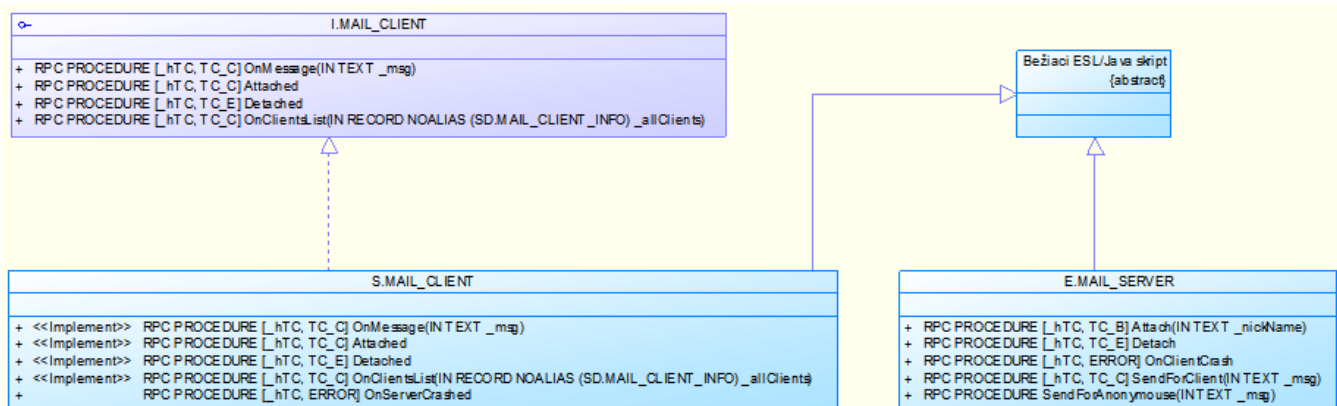 I.MAIL_CLIENT
+ RPC PROCEDURE [_hTC, TC_C] OnMessage(IN TEXT _msg)
+ RPC PROCEDURE [_hTC, TC_C] Attached
+ RPC PROCEDURE [_hTC, TC_E] Detached
+ RPC PROCEDURE [_hTC, TC_C] OnClientsList(IN RECORD NOALIAS (SD.MAIL_CLIENT_INFO) _allClients)
Bežiaci ESL/Java skript
{abstract}
S.MAIL_CLIENT
+ <<Implement>> RPC PROCEDURE [_hTC, TC_C] OnMessage(IN TEXT _msg)
+ <<Implement>> RPC PROCEDURE [_hTC, TC_C] Attached
+ <<Implement>> RPC PROCEDURE [_hTC, TC_E] Detached
+ <<Implement>> RPC PROCEDURE [_hTC, TC_C] OnClientsList(IN RECORD NOALIAS (SD.MAIL_CLIENT_INFO) _allClients)
+ RPC PROCEDURE [_hTC, ERROR] OnServerCrashed
E.MAIL_SERVER
+ RPC PROCEDURE [_hTC, TC_B] Attach(IN TEXT _nickName)
+ RPC PROCEDURE [_hTC, TC_E] Detach
+ RPC PROCEDURE [_hTC, ERROR] OnClientCrash
+ RPC PROCEDURE [_hTC, TC_C] SendForClient(IN TEXT _msg)
+ RPC PROCEDURE SendForAnonymouse(IN TEXT _msg)